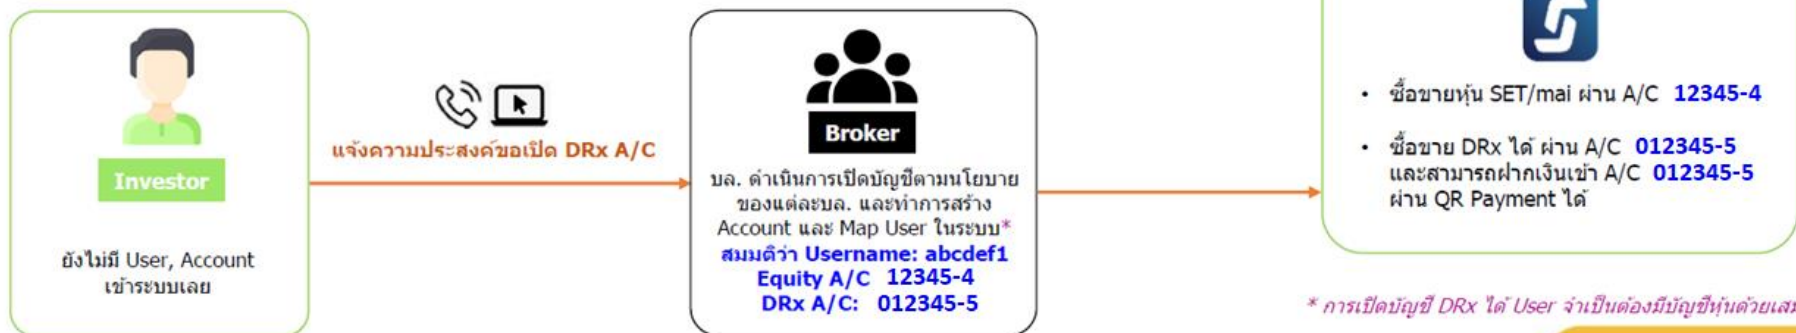 Investor
ยังไม่มี User, Account
เข้าระบบเลย
แจ้งความประสงค์ขอเปิด DRx A/C
Broker
บล. ดำเนินการเปิดบัญชีตามนโยบาย
ของแต่ละบล. และทำการสร้าง
Account และ Map User ในระบบ*
สมมติว่า Username: abcdef1
Equity A/C 12345-4
DRx A/C: 012345-5
• ซื้อขายหุ้น SET/mai ผ่าน A/C 12345-4
• ซื้อขาย DRx ได้ ผ่าน A/C 012345-5
และสามารถฝากเงินเข้า A/C 012345-5
ผ่าน QR Payment ได้
* การเปิดบัญชี DRx ได้ User จำเป็นต้องมีบัญชีหุ้นด้วยเสม